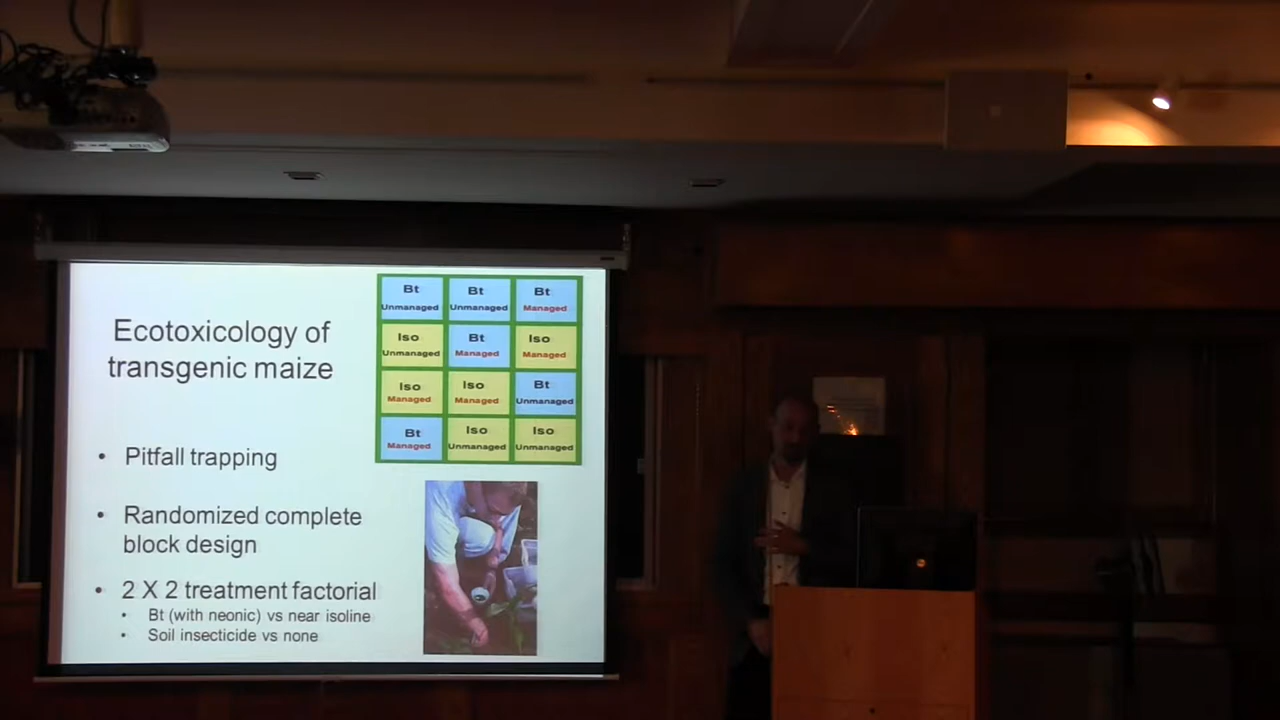 Ecotoxicology of
transgenic maize
Bt
Unmanaged
Bt
Unmanaged
Bt
Managed
Iso
Unmanaged
Bt
Managed
Iso
Managed
Iso
Managed
Iso
Managed
Bt
Unmanaged
Bt
Managed
Iso
Unmanaged
Iso
Unmanaged
• Pitfall trapping
• Randomized complete
block design
• 2 X 2 treatment factorial
• Bt (with neonic) vs near isoline
• Soil insecticide vs none